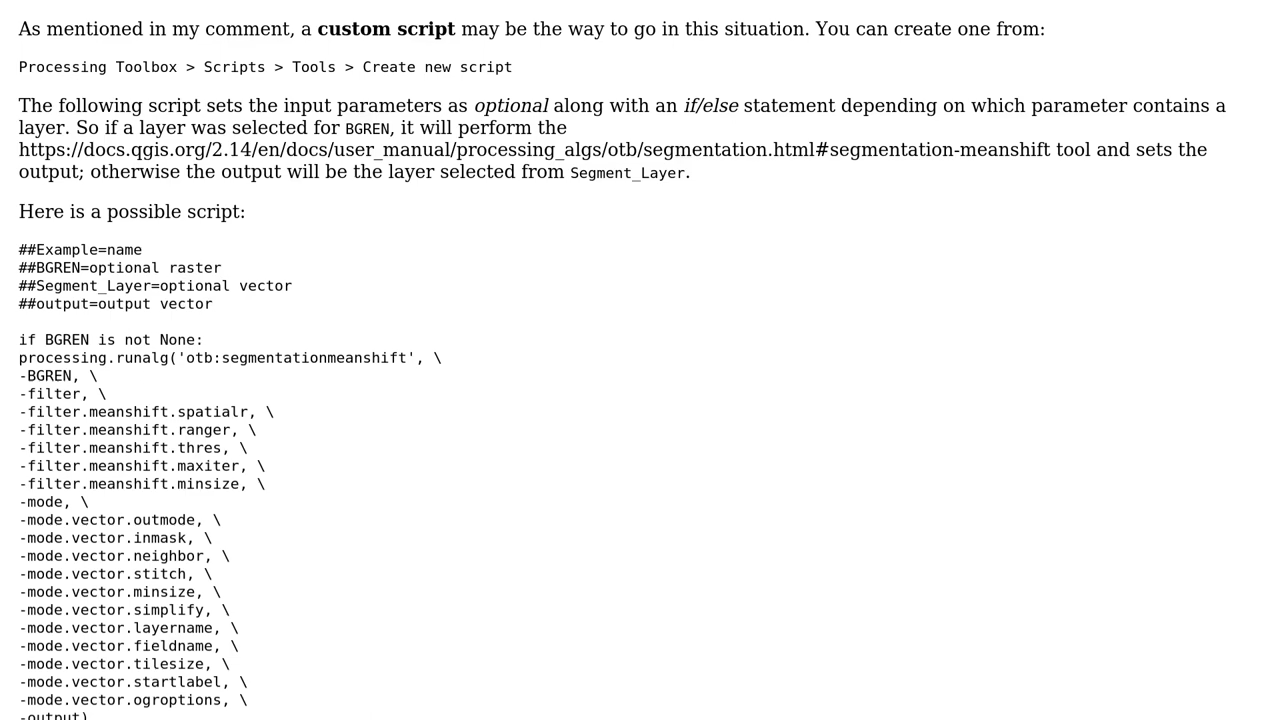 As mentioned in my comment, a custom script may be the way to go in this situation. You can create one from:
Processing Toolbox > Scripts > Tools > Create new script
The following script sets the input parameters as optional along with an if/else statement depending on which parameter contains a
layer. So if a layer was selected for BGREN, it will perform the
https://docs.qgis.org/2.14/en/docs/user_manual/processing_algs/otb/segmentation.html#segmentation-meanshift tool and sets the
output; otherwise the output will be the layer selected from Segment_Layer.
Here is a possible script:
##Example=name
##BGREN=optional raster
##Segment_Layer=optional vector
##output=output vector
if BGREN is not None:
processing.runalg('otb:segmentationmeanshift', \
-BGREN, \
-filter, \
-filter.meanshift.spatialr, \
-filter.meanshift.ranger, \
-filter.meanshift.thres, \
-filter.meanshift.maxiter, \
-filter.meanshift.minsize, \
-mode, \
-mode.vector.outmode, \
-mode.vector.inmask, \
-mode.vector.neighbor, \
-mode.vector.stitch, \
-mode.vector.minsize, \
-mode.vector.simplify, \
-mode.vector.layername, \
-mode.vector.fieldname, \
-mode.vector.tilesize, \
-mode.vector.startlabel, \
-mode.vector.ogroptions, \
-output)